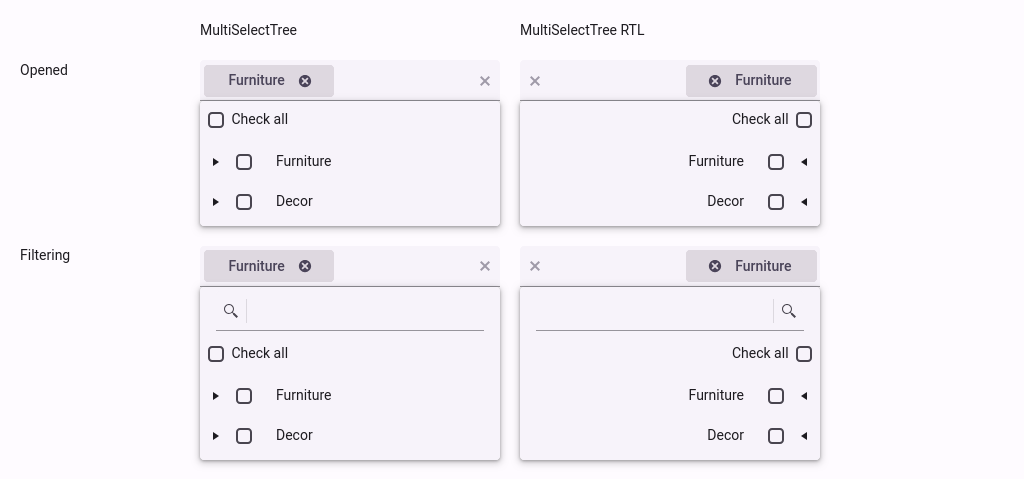 MultiSelectTree
MultiSelectTree RTL
Opened
Furniture
Furniture
Check all
Check all
Furniture
Furniture
Decor
Decor
Filtering
Furniture
Furniture
Check all
Check all
Furniture
Furniture
Decor
Decor